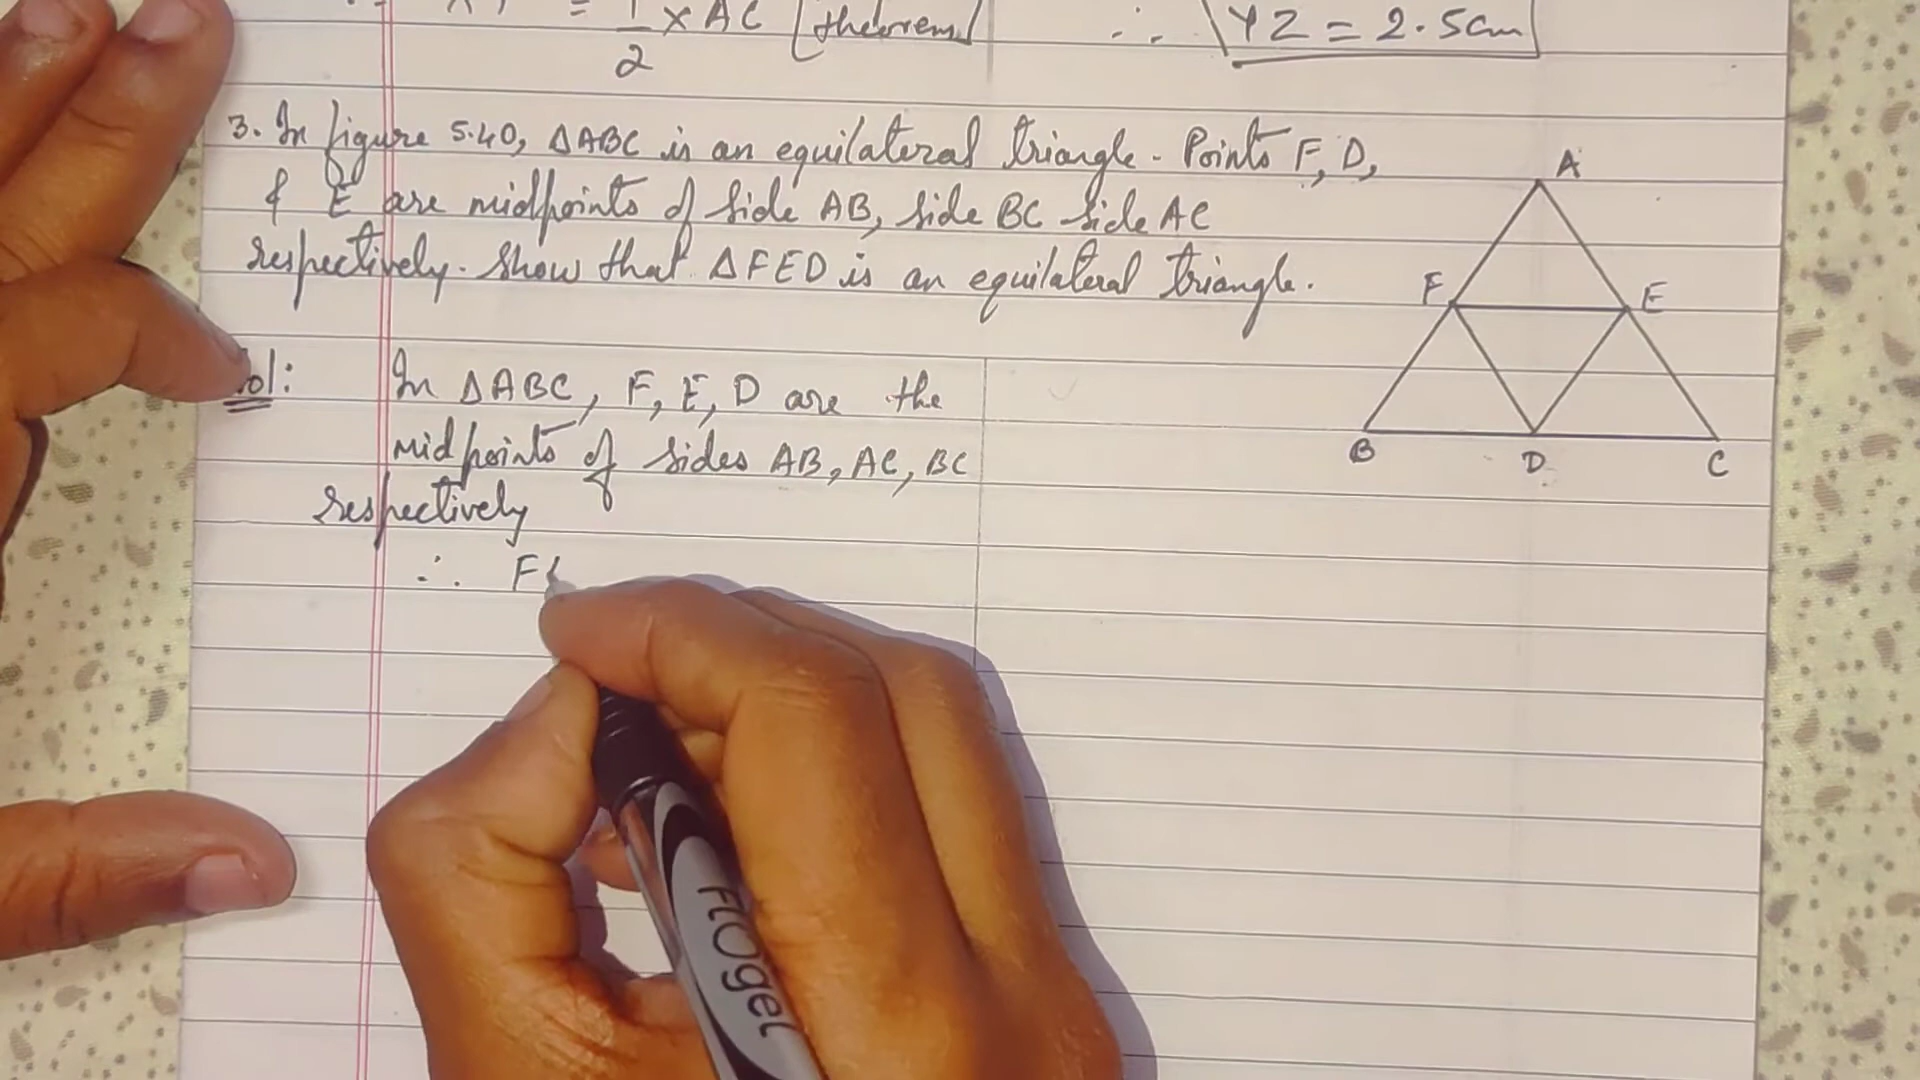 = 1/2 × AC [theorem]
∴ YZ = 2.5cm
3. In figure 5.40, ΔABC is an equilateral triangle. Points F, D,
& E are midpoints of side AB, side BC side AC
respectively. Show that ΔFED is an equilateral triangle.
A
F E
B D C
In ΔABC, F, E, D are the
midpoints of sides AB, AC, BC
respectively
∴ F
FLOgel